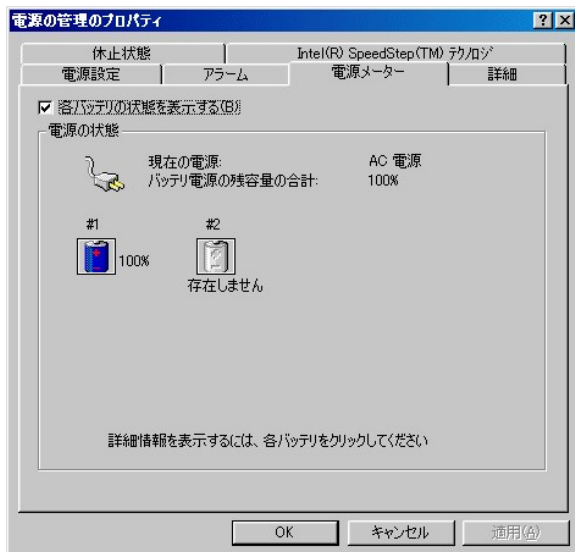 電源の管理のプロパティ
休止状態 Intel(R) SpeedStep(TM) テクノロジ
電源設定 アラーム 電源メーター 詳細
各バッテリの状態を表示する(B)
電源の状態
現在の電源: AC 電源
バッテリ電源の残容量の合計: 100%
#1 #2
100%
存在しません
詳細情報を表示するには、各バッテリをクリックしてください
OK キャンセル 適用(A)